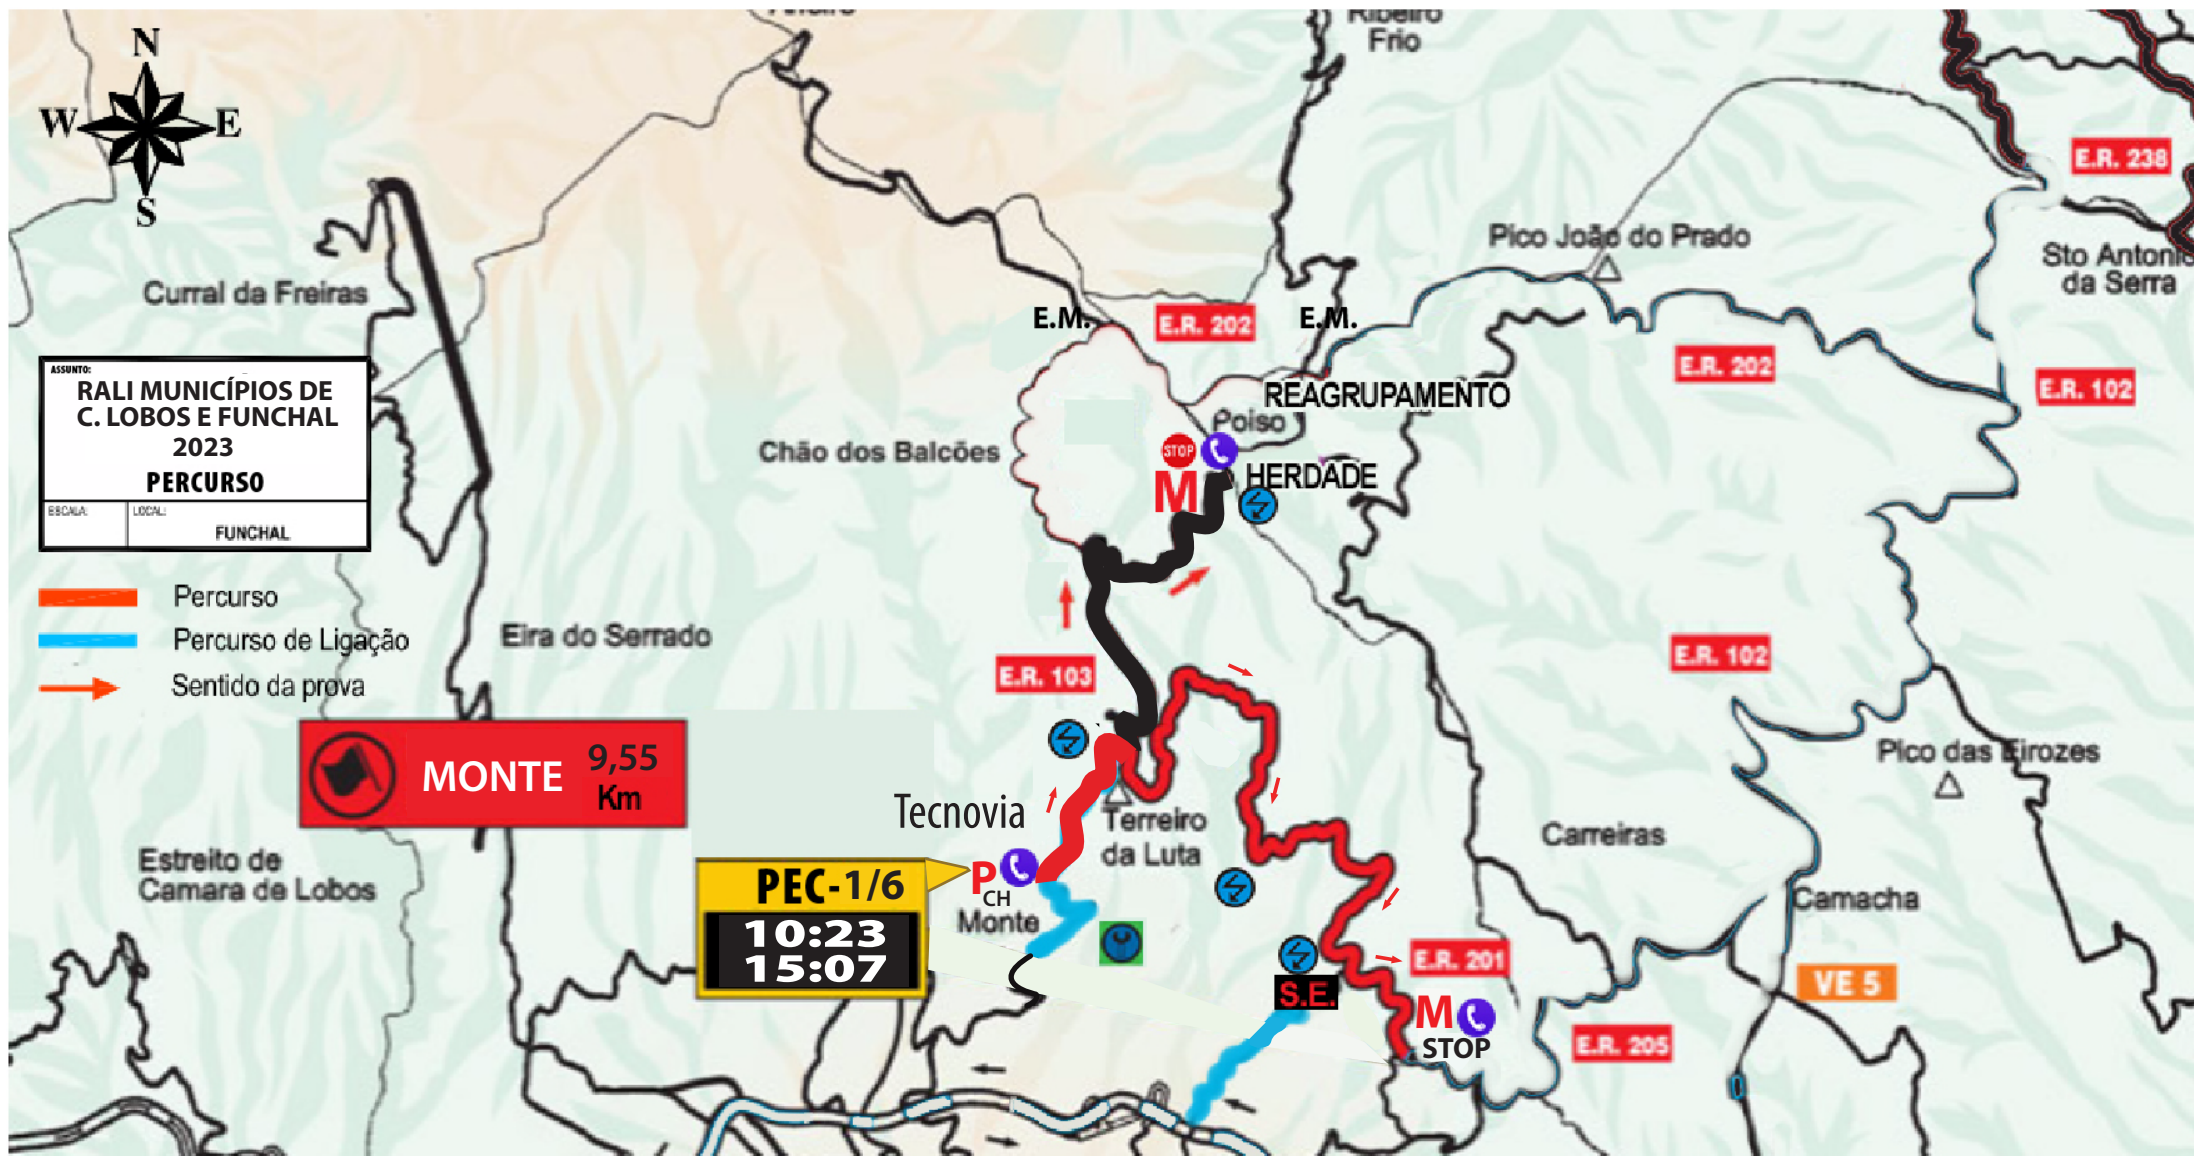 Areeiro
Ribeiro
Frio
N
W
E
S
E.R. 238
Pico João do Prado
Sto Antonio
da Serra
Curral da Freiras
E.M.
E.R. 202
E.M.
E.R. 202
E.R. 102
ASSUNTO:
RALI MUNICÍPIOS DE
C. LOBOS E FUNCHAL
2023
PERCURSO
ESCALA:
LOCAL:
FUNCHAL
REAGRUPAMENTO
Poiso
Chão dos Balcões
STOP
M
HERDADE
Percurso
Percurso de Ligação
Sentido da prova
Eira do Serrado
E.R. 103
E.R. 102
MONTE
9,55
Km
Pico das Eirozes
Tecnovia
Terreiro
da Luta
Carreiras
Estreito de
Camara de Lobos
PEC-1/6
10:23
15:07
P
CH
Monte
Camacha
E.R. 201
VE 5
S.E.
M
STOP
E.R. 205